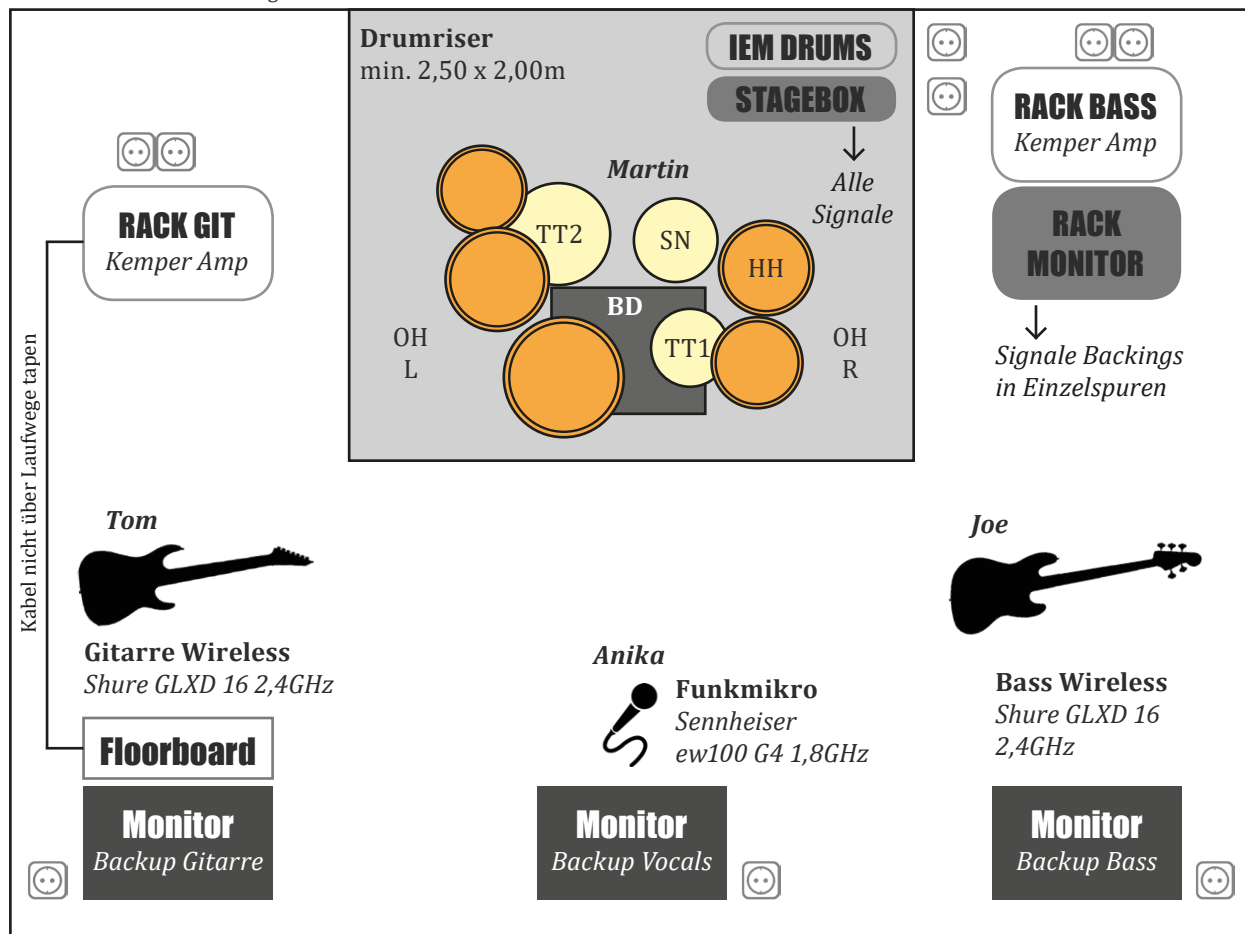 Drumriser
min. 2,50 x 2,00m
IEM DRUMS
STAGEBOX
Alle
Signale
Martin
TT2
SN
HH
BD
TT1
OH
L
OH
R
RACK BASS
Kemper Amp
RACK
MONITOR
Signale Backings
in Einzelspuren
RACK GIT
Kemper Amp
Kabel nicht über Laufwege tapen
Tom
Gitarre Wireless
Shure GLXD 16 2,4GHz
Floorboard
Monitor
Backup Gitarre
Anika
Funkmikro
Sennheiser
ew100 G4 1,8GHz
Monitor
Backup Vocals
Joe
Bass Wireless
Shure GLXD 16
2,4GHz
Monitor
Backup Bass